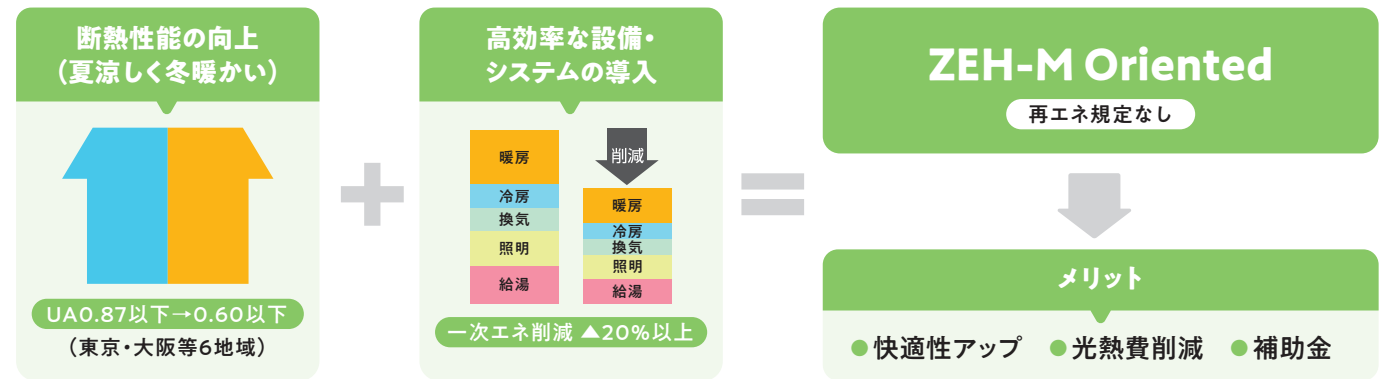 断熱性能の向上
(夏涼しく冬暖かい)
UA0.87以下→0.60以下
(東京・大阪等6地域)
高効率な設備・
システムの導入
暖房
冷房
換気
照明
給湯
削減
暖房
冷房
換気
照明
給湯
一次エネ削減 ▲20%以上
ZEH-M Oriented
再エネ規定なし
メリット
●快適性アップ ●光熱費削減 ●補助金